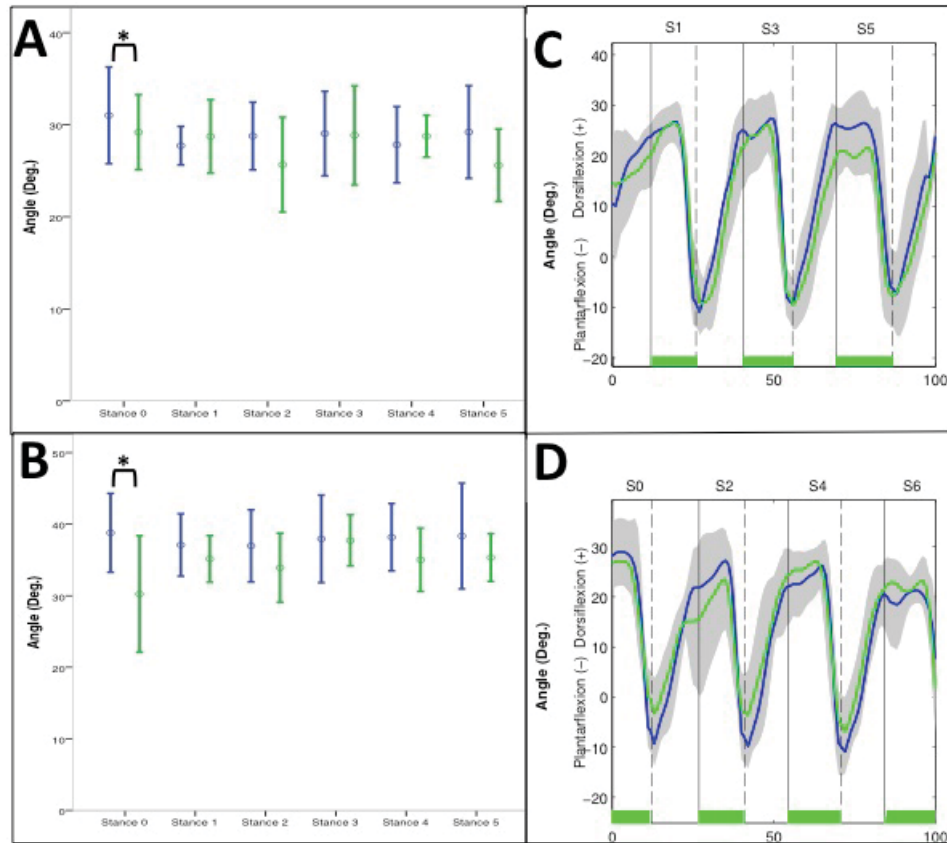 A
*
40
30
20
10
0
Angle (Deg.)
Stance 0 Stance 1 Stance 2 Stance 3 Stance 4 Stance 5
C
S1 S3 S5
40
30
20
10
0
−10
−20
Angle (Deg.)
Plantarflexion (−) Dorsiflexion (+)
0 50 100
B
*
50
40
30
20
10
0
Angle (Deg.)
Stance 0 Stance 1 Stance 2 Stance 3 Stance 4 Stance 5
D
S0 S2 S4 S6
30
20
10
0
−10
−20
Angle (Deg.)
Plantarflexion (−) Dorsiflexion (+)
0 50 100